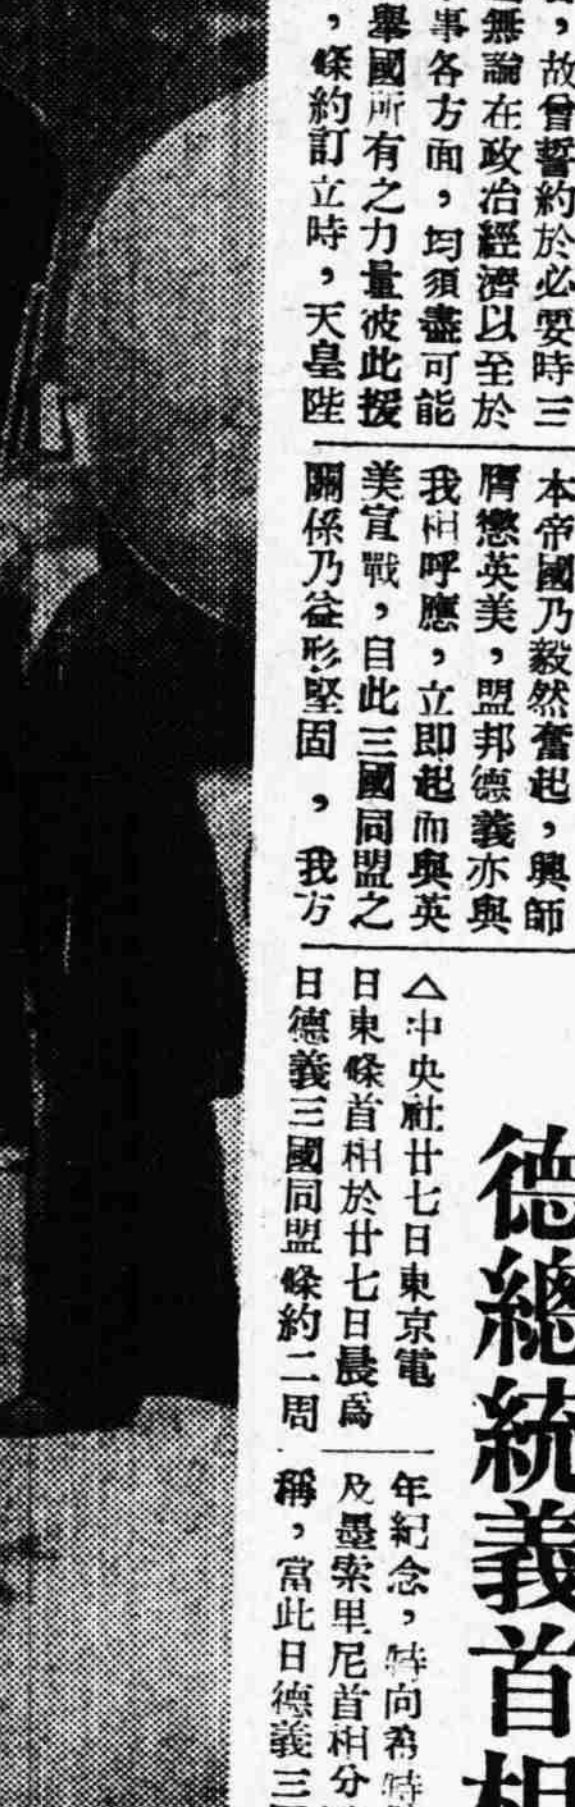 ，故曾誓約於必要時三
無論在政治經濟以至於
事各方面，均須盡可能
舉國所有之力量彼此援
，條約訂立時，天皇陛
本帝國乃毅然奮起，興師
膺懲英美，盟邦德義亦與
我相呼應，立即起而與英
美宣戰，自此三國同盟之
關係乃益形堅固，我方
德總統義首相
△中央社廿七日東京電
日東條首相於廿七日晨爲
日德義三國同盟條約二周
年紀念，特向希特
及墨索里尼首相分
稱，當此日德義三